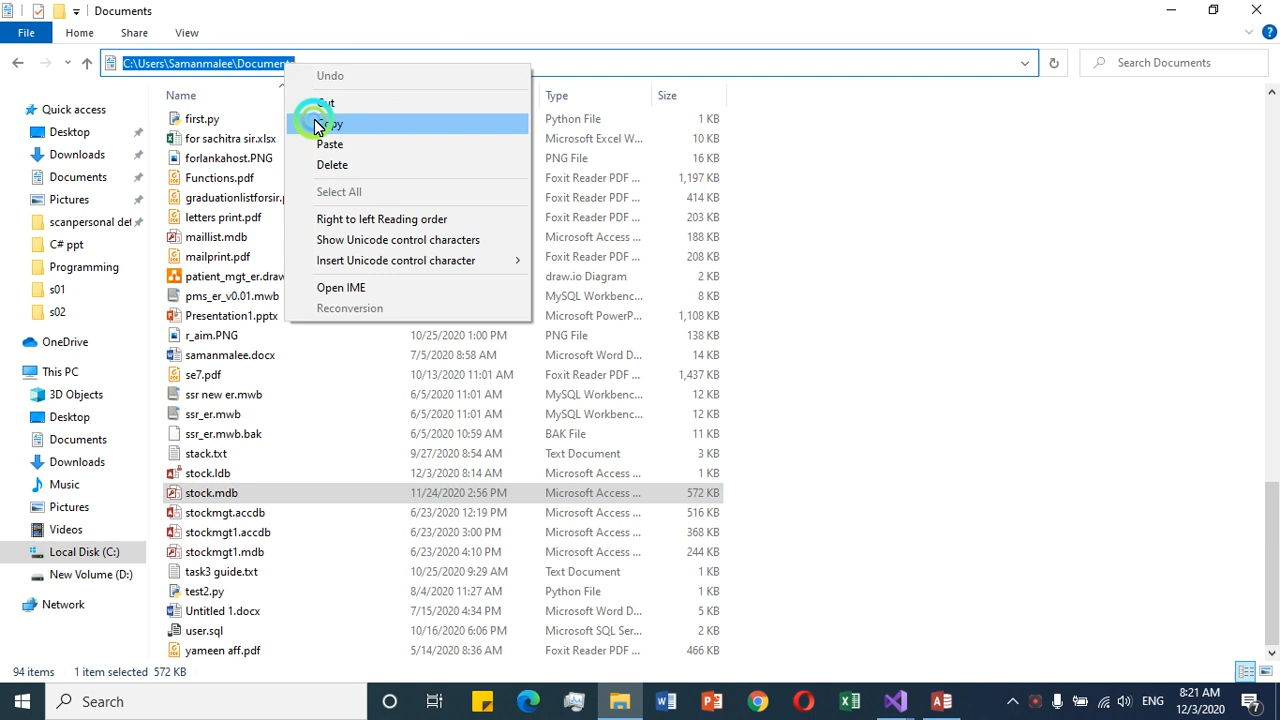 Documents
File Home Share View
C:\Users\Samanmalee\Documents
Search Documents
Name Type Size
Quick access
Desktop
Downloads
Documents
Pictures
scanpersonal det
C# ppt
Programming
s01
s02
OneDrive
This PC
3D Objects
Desktop
Documents
Downloads
Music
Pictures
Videos
Local Disk (C:)
New Volume (D:)
Network
first.py Python File 1 KB
for sachitra sir.xlsx Microsoft Excel W... 10 KB
forlankahost.PNG PNG File 16 KB
Functions.pdf Foxit Reader PDF ... 1,197 KB
graduationlistforsir.p Foxit Reader PDF ... 414 KB
letters print.pdf Foxit Reader PDF ... 203 KB
maillist.mdb Microsoft Access ... 188 KB
mailprint.pdf Foxit Reader PDF ... 208 KB
patient_mgt_er.draw draw.io Diagram 2 KB
pms_er_v0.01.mwb MySQL Workbenc... 8 KB
Presentation1.pptx Microsoft PowerP... 1,108 KB
r_aim.PNG 10/25/2020 1:00 PM PNG File 138 KB
samanmalee.docx 7/5/2020 8:58 AM Microsoft Word D... 14 KB
se7.pdf 10/13/2020 11:01 AM Foxit Reader PDF ... 1,437 KB
ssr new er.mwb 6/5/2020 11:01 AM MySQL Workbenc... 12 KB
ssr_er.mwb 6/5/2020 11:01 AM MySQL Workbenc... 12 KB
ssr_er.mwb.bak 6/5/2020 10:59 AM BAK File 11 KB
stack.txt 9/27/2020 8:54 AM Text Document 3 KB
stock.ldb 12/3/2020 8:14 AM Microsoft Access ... 1 KB
stock.mdb 11/24/2020 2:56 PM Microsoft Access ... 572 KB
stockmgt.accdb 6/23/2020 12:19 PM Microsoft Access ... 516 KB
stockmgt1.accdb 6/23/2020 3:00 PM Microsoft Access ... 368 KB
stockmgt1.mdb 6/23/2020 4:10 PM Microsoft Access ... 244 KB
task3 guide.txt 10/25/2020 9:29 AM Text Document 1 KB
test2.py 8/4/2020 11:27 AM Python File 1 KB
Untitled 1.docx 7/15/2020 4:34 PM Microsoft Word D... 5 KB
user.sql 10/16/2020 6:06 PM Microsoft SQL Ser... 2 KB
yameen aff.pdf 5/14/2020 8:36 AM Foxit Reader PDF ... 466 KB
Undo
Cut
Copy
Paste
Delete
Select All
Right to left Reading order
Show Unicode control characters
Insert Unicode control character
Open IME
Reconversion
94 items 1 item selected 572 KB
Search
ENG
8:21 AM
12/3/2020
7